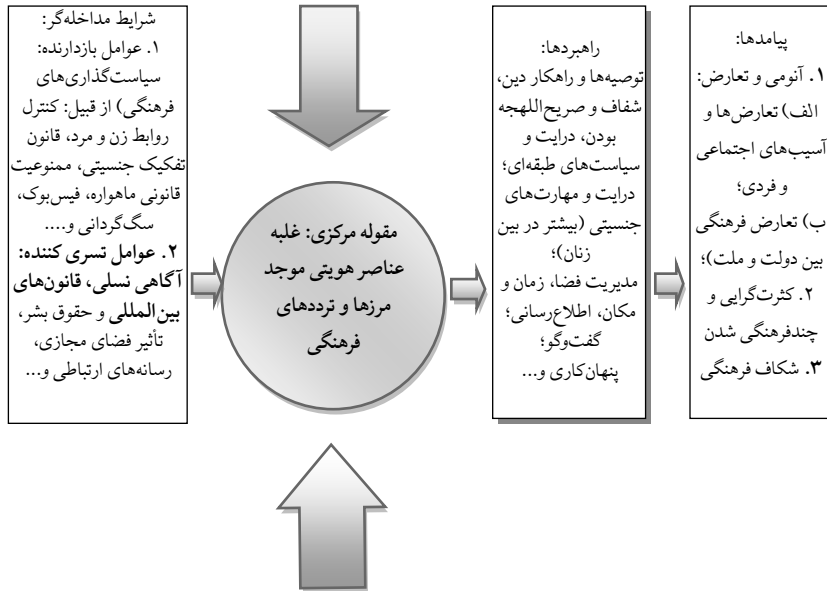 شرایط مداخله‌گر:
۱. عوامل بازدارنده:
سیاست‌گذاری‌های
فرهنگی) از قبیل: کنترل
روابط زن و مرد، قانون
تفکیک جنسیتی، ممنوعیت
قانونی ماهواره، فیس‌بوک،
سگ‌گردانی و....
۲. عوامل تسری کننده:
آگاهی نسلی، قانون‌های
بین‌المللی و حقوق بشر،
تأثیر فضای مجازی،
رسانه‌های ارتباطی و...
مقوله مرکزی: غلبه
عناصر هویتی موجد
مرزها و ترددهای
فرهنگی
راهبردها:
توصیه‌ها و راهکار دین،
شفاف و صریح‌اللهجه
بودن، درایت و
سیاست‌های طبقه‌ای؛
درایت و مهارت‌های
جنسیتی (بیشتر در بین
زنان)؛
مدیریت فضا، زمان و
مکان، اطلاع‌رسانی؛
گفت‌وگو؛
پنهان‌کاری و...
پیامدها:
۱. آنومی و تعارض:
الف) تعارض‌ها و
آسیب‌های اجتماعی
و فردی؛
ب) تعارض فرهنگی
بین دولت و ملت)؛
۲. کثرت‌گرایی و
چندفرهنگی شدن
۳. شکاف فرهنگی